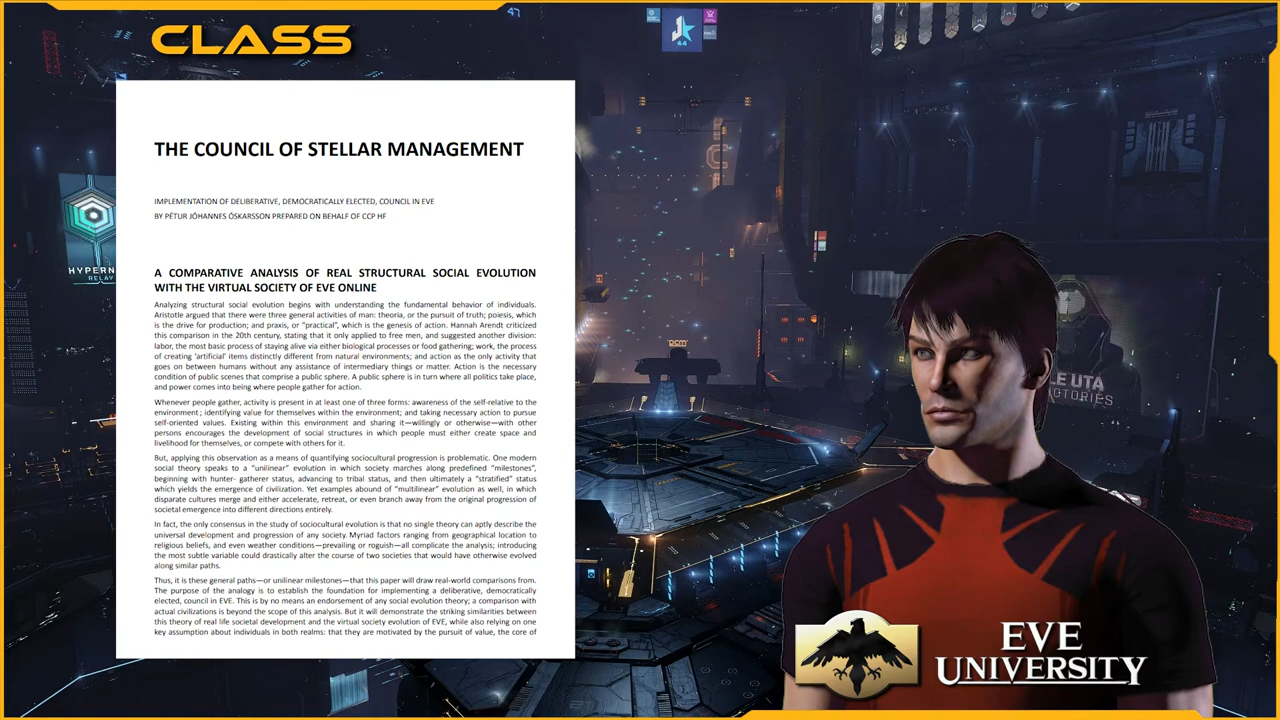 CLASS
47
44
THE COUNCIL OF STELLAR MANAGEMENT
IMPLEMENTATION OF DELIBERATIVE, DEMOCRATICALLY ELECTED, COUNCIL IN EVE
BY PÉTUR JÓHANNES ÓSKARSSON PREPARED ON BEHALF OF CCP HF
A COMPARATIVE ANALYSIS OF REAL STRUCTURAL SOCIAL EVOLUTION
WITH THE VIRTUAL SOCIETY OF EVE ONLINE
Analyzing structural social evolution begins with understanding the fundamental behavior of individuals.
Aristotle argued that there were three general activities of man: theoria, or the pursuit of truth; poiesis, which
is the drive for production; and praxis, or “practical”, which is the genesis of action. Hannah Arendt criticized
this comparison in the 20th century, stating that it only applied to free men, and suggested another division:
labor, the most basic process of staying alive via either biological processes or food gathering; work, the process
of creating ‘artificial’ items distinctly different from natural environments; and action as the only activity that
goes on between humans without any assistance of intermediary things or matter. Action is the necessary
condition of public scenes that comprise a public sphere. A public sphere is in turn where all politics take place,
and power comes into being where people gather for action.
Whenever people gather, activity is present in at least one of three forms: awareness of the self-relative to the
environment; identifying value for themselves within the environment; and taking necessary action to pursue
self-oriented values. Existing within this environment and sharing it—willingly or otherwise—with other
persons encourages the development of social structures in which people must either create space and
livelihood for themselves, or compete with others for it.
But, applying this observation as a means of quantifying sociocultural progression is problematic. One modern
social theory speaks to a “unilinear” evolution in which society marches along predefined “milestones”,
beginning with hunter- gatherer status, advancing to tribal status, and then ultimately a “stratified” status
which yields the emergence of civilization. Yet examples abound of “multilinear” evolution as well, in which
disparate cultures merge and either accelerate, retreat, or even branch away from the original progression of
societal emergence into different directions entirely.
In fact, the only consensus in the study of sociocultural evolution is that no single theory can aptly describe the
universal development and progression of any society. Myriad factors ranging from geographical location to
religious beliefs, and even weather conditions—prevailing or roguish—all complicate the analysis; introducing
the most subtle variable could drastically alter the course of two societies that would have otherwise evolved
along similar paths.
Thus, it is these general paths—or unilinear milestones—that this paper will draw real-world comparisons from.
The purpose of the analogy is to establish the foundation for implementing a deliberative, democratically
elected, council in EVE. This is by no means an endorsement of any social evolution theory; a comparison with
actual civilizations is beyond the scope of this analysis. But it will demonstrate the striking similarities between
this theory of real life societal development and the virtual society evolution of EVE, while also relying on one
key assumption about individuals in both realms: that they are motivated by the pursuit of value, the core of
HYPERN
RELAY
LE UTA
CTORIES
EVE
UNIVERSITY